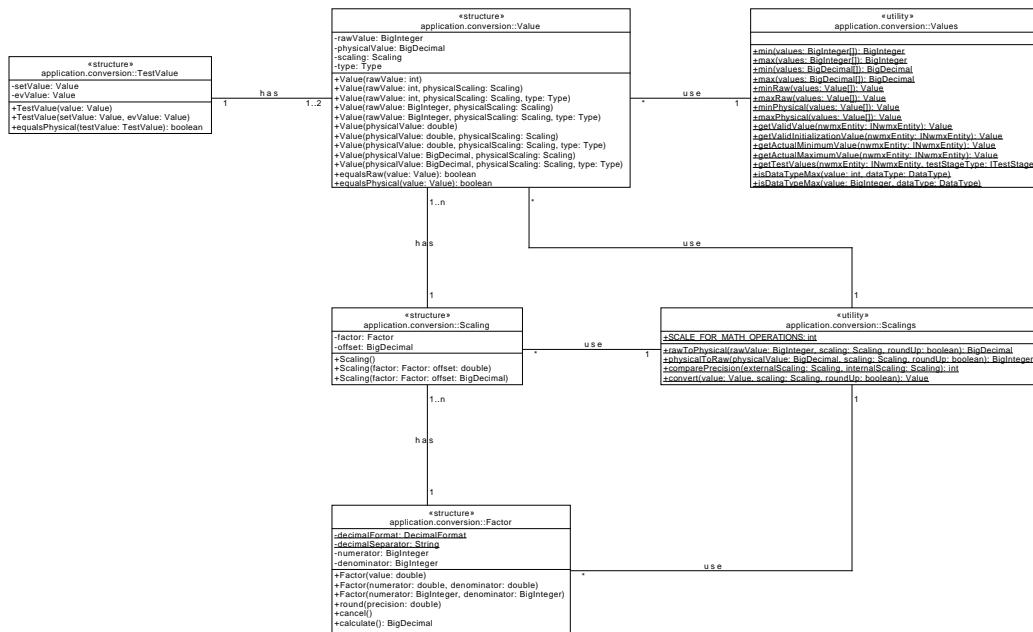 «structure»
application.conversion::TestValue
-setValue: Value
-evValue: Value
+TestValue(value: Value)
+TestValue(setValue: Value, evValue: Value)
+equalsPhysical(testValue: TestValue): boolean
has
1
1..2
«structure»
application.conversion::Value
-rawValue: BigInteger
-physicalValue: BigDecimal
-scaling: Scaling
-type: Type
+Value(rawValue: int)
+Value(rawValue: int, physicalScaling: Scaling)
+Value(rawValue: int, physicalScaling: Scaling, type: Type)
+Value(rawValue: BigInteger, physicalScaling: Scaling)
+Value(rawValue: BigInteger, physicalScaling: Scaling, type: Type)
+Value(physicalValue: double)
+Value(physicalValue: double, physicalScaling: Scaling)
+Value(physicalValue: double, physicalScaling: Scaling, type: Type)
+Value(physicalValue: BigDecimal, physicalScaling: Scaling)
+Value(physicalValue: BigDecimal, physicalScaling: Scaling, type: Type)
+equalsRaw(value: Value): boolean
+equalsPhysical(value: Value): boolean
use
*
1
«utility»
application.conversion::Values
+min(values: BigInteger[]): BigInteger
+max(values: BigInteger[]): BigInteger
+min(values: BigDecimal[]): BigDecimal
+max(values: BigDecimal[]): BigDecimal
+minRaw(values: Value[]): Value
+maxRaw(values: Value[]): Value
+minPhysical(values: Value[]): Value
+maxPhysical(values: Value[]): Value
+getValidValue(nwmxEntity: INwmxEntity): Value
+getValidInitializationValue(nwmxEntity: INwmxEntity): Value
+getActualMinimumValue(nwmxEntity: INwmxEntity): Value
+getActualMaximumValue(nwmxEntity: INwmxEntity): Value
+getTestValues(nwmxEntity: INwmxEntity, testStageType: ITestStage
+isDataTypeMax(value: int, dataType: DataType)
+isDataTypeMax(value: BigInteger, dataType: DataType)
1..n
*
has
use
1
1
«structure»
application.conversion::Scaling
-factor: Factor
-offset: BigDecimal
+Scaling()
+Scaling(factor: Factor: offset: double)
+Scaling(factor: Factor: offset: BigDecimal)
use
*
1
«utility»
application.conversion::Scalings
+SCALE_FOR_MATH_OPERATIONS: int
+rawToPhysical(rawValue: BigInteger, scaling: Scaling, roundUp: boolean): BigDecimal
+physicalToRaw(physicalValue: BigDecimal, scaling: Scaling, roundUp: boolean): BigInteger
+comparePrecision(externalScaling: Scaling, internalScaling: Scaling): int
+convert(value: Value, scaling: Scaling, roundUp: boolean): Value
1..n
1
has
1
«structure»
application.conversion::Factor
-decimalFormat: DecimalFormat
-decimalSeparator: String
-numerator: BigInteger
-denominator: BigInteger
+Factor(value: double)
+Factor(numerator: double, denominator: double)
+Factor(numerator: BigInteger, denominator: BigInteger)
+round(precision: double)
+cancel()
+calculate(): BigDecimal
use
*